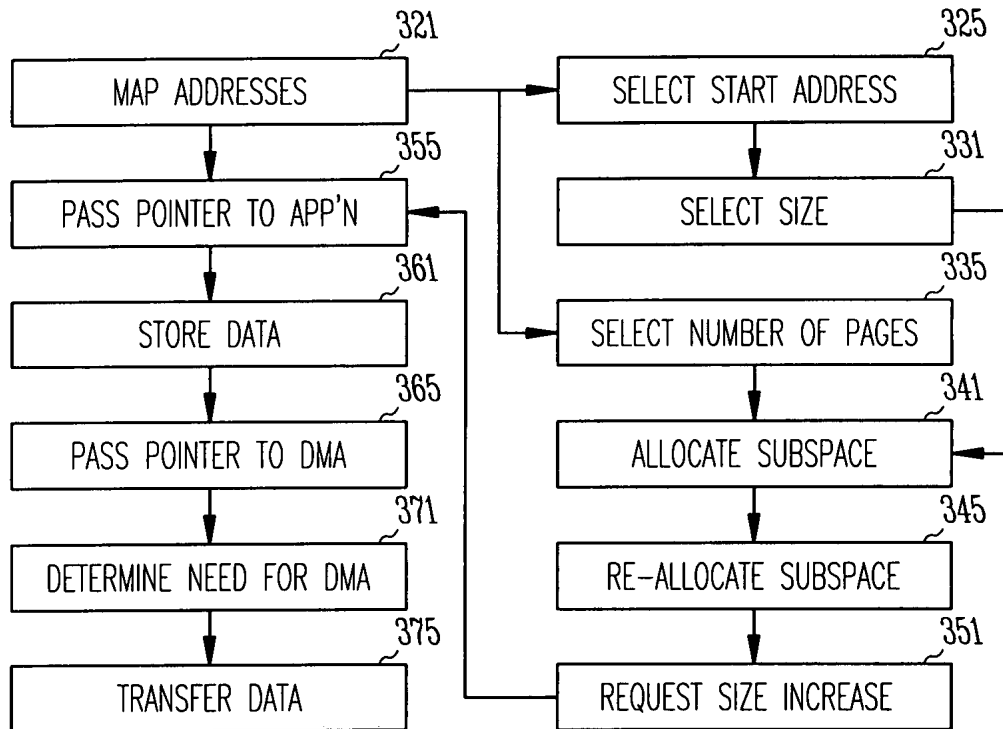 321
MAP ADDRESSES
355
PASS POINTER TO APP'N
361
STORE DATA
365
PASS POINTER TO DMA
371
DETERMINE NEED FOR DMA
375
TRANSFER DATA
325
SELECT START ADDRESS
331
SELECT SIZE
335
SELECT NUMBER OF PAGES
341
ALLOCATE SUBSPACE
345
RE-ALLOCATE SUBSPACE
351
REQUEST SIZE INCREASE